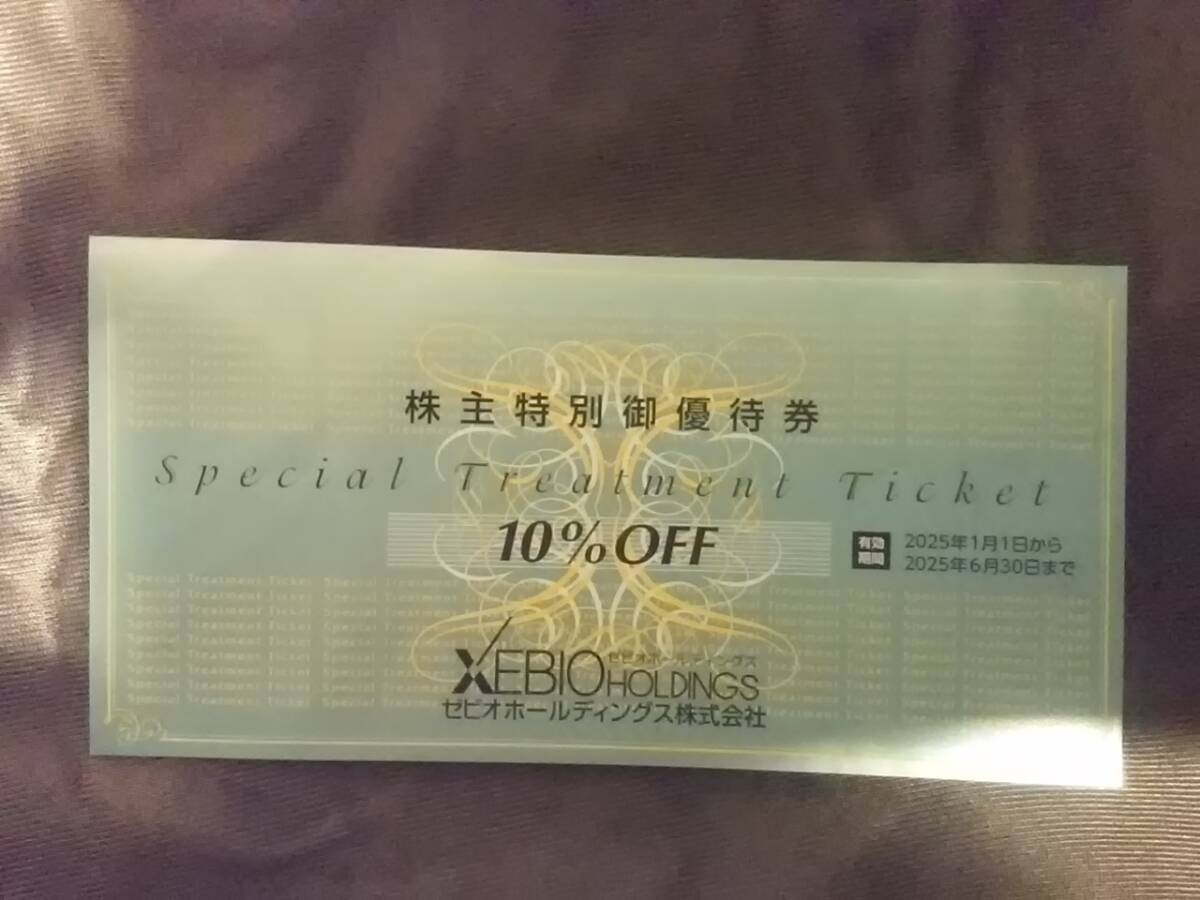 株主特別御優待券
Special Treatment Ticket
10%OFF
有効期間
2025年1月1日から
2025年6月30日まで
XEBIO HOLDINGS
ゼビオホールディングス
ゼビオホールディングス株式会社